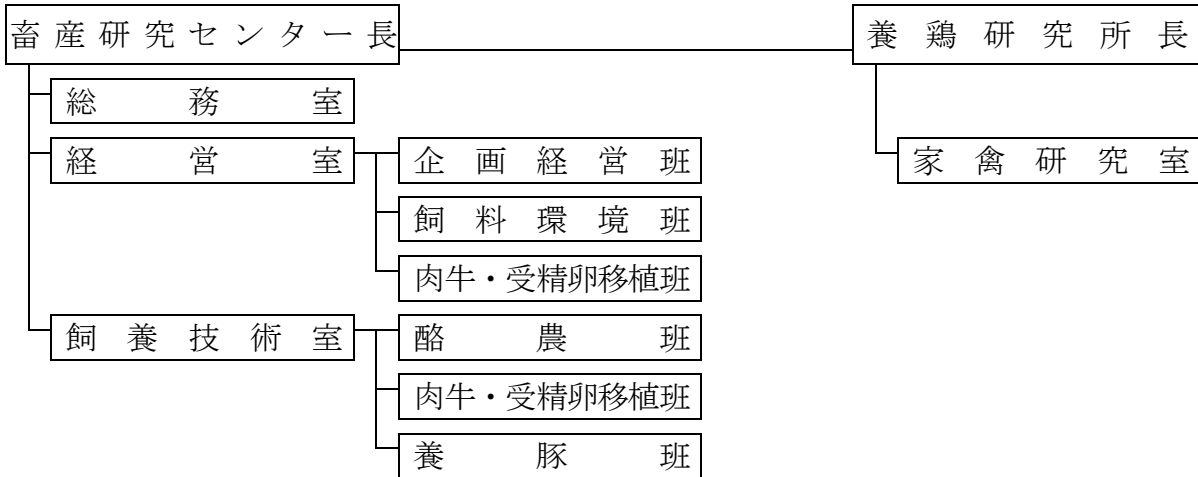 畜産研究センター長 養鶏研究所長
総務室
経営室 企画経営班 家禽研究室
飼料環境班
肉牛・受精卵移植班
飼養技術室 酪農班
肉牛・受精卵移植班
養豚班